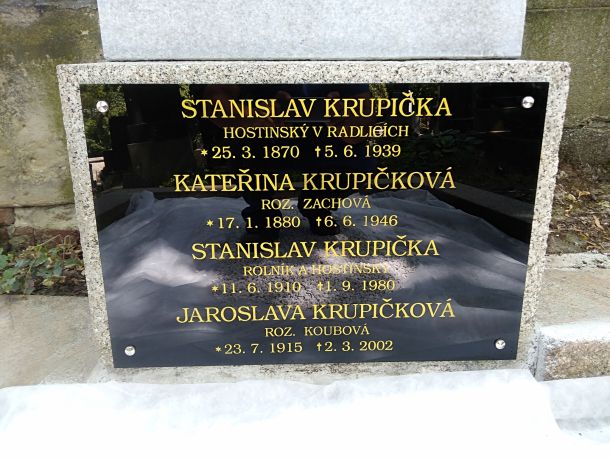 STANISLAV KRUPIČKA
HOSTINSKÝ V RADLICÍCH
* 25. 3. 1870 † 5. 6. 1939
KATEŘINA KRUPIČKOVÁ
ROZ. ZACHOVÁ
* 17. 1. 1880 † 6. 6. 1946
STANISLAV KRUPIČKA
ROLNÍK A HOSTINSKÝ
* 11. 6. 1910 † 1. 9. 1980
JAROSLAVA KRUPIČKOVÁ
ROZ. KOUBOVÁ
* 23. 7. 1915 † 2. 3. 2002